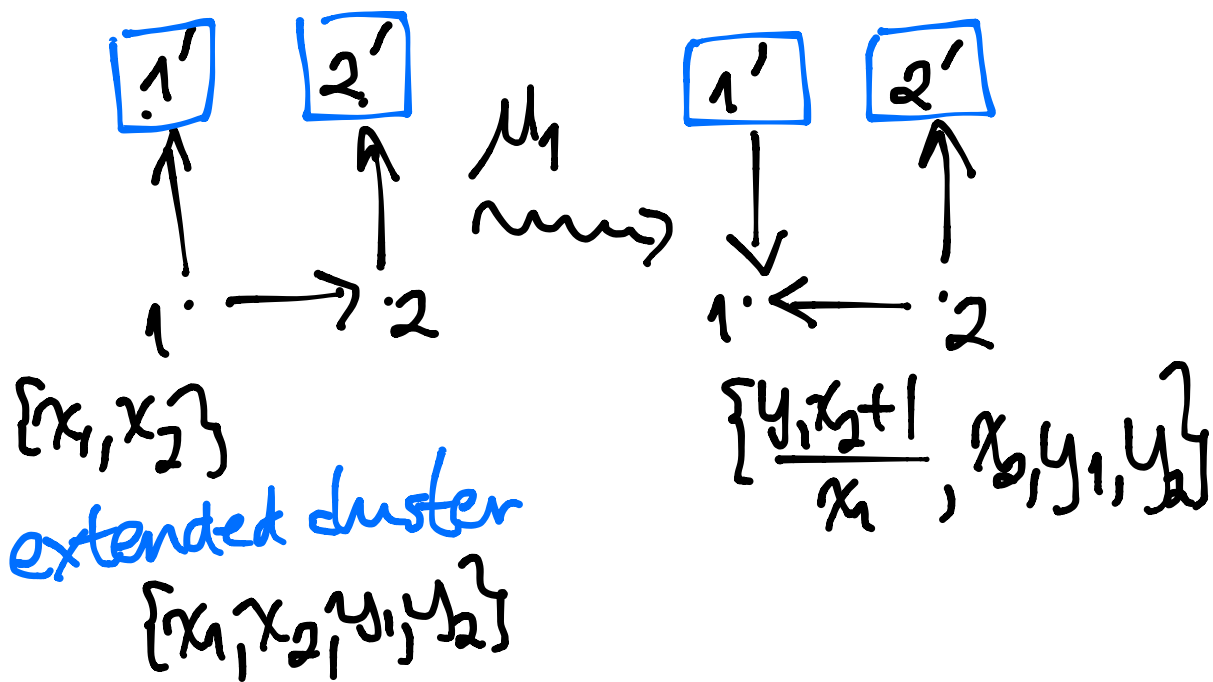 1' 2' μ₁ 1' 2'
1 2 1 2
{x₁, x₂} {(y₁x₂+1)/x₁, x₂, y₁, y₂}
extended cluster
{x₁, x₂, y₁, y₂}